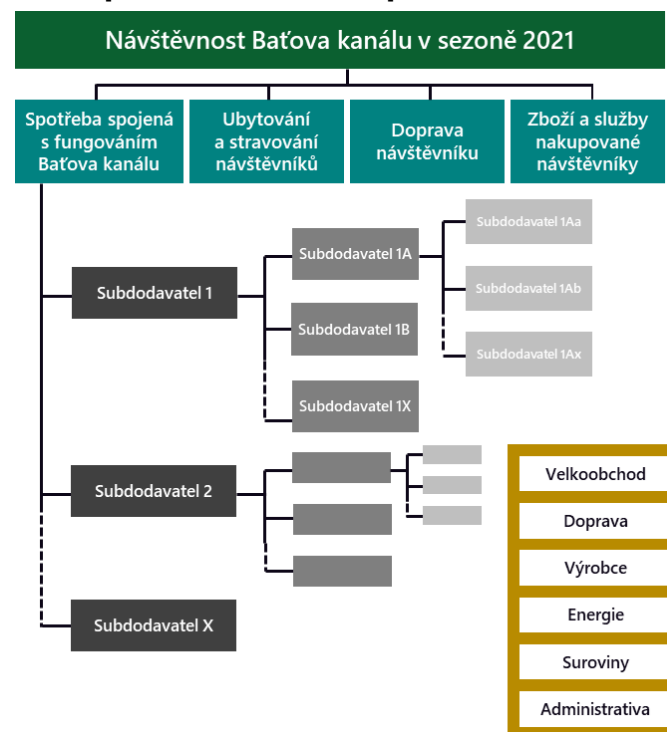 Návštěvnost Baťova kanálu v sezoně 2021
Spotřeba spojená
s fungováním
Baťova kanálu
Ubytování
a stravování
návštěvníků
Doprava
návštěvníku
Zboží a služby
nakupované
návštěvníky
Subdodavatel 1
Subdodavatel 1A
Subdodavatel 1B
Subdodavatel 1X
Subdodavatel 1Aa
Subdodavatel 1Ab
Subdodavatel 1Ax
Subdodavatel 2
Subdodavatel X
Velkoobchod
Doprava
Výrobce
Energie
Suroviny
Administrativa